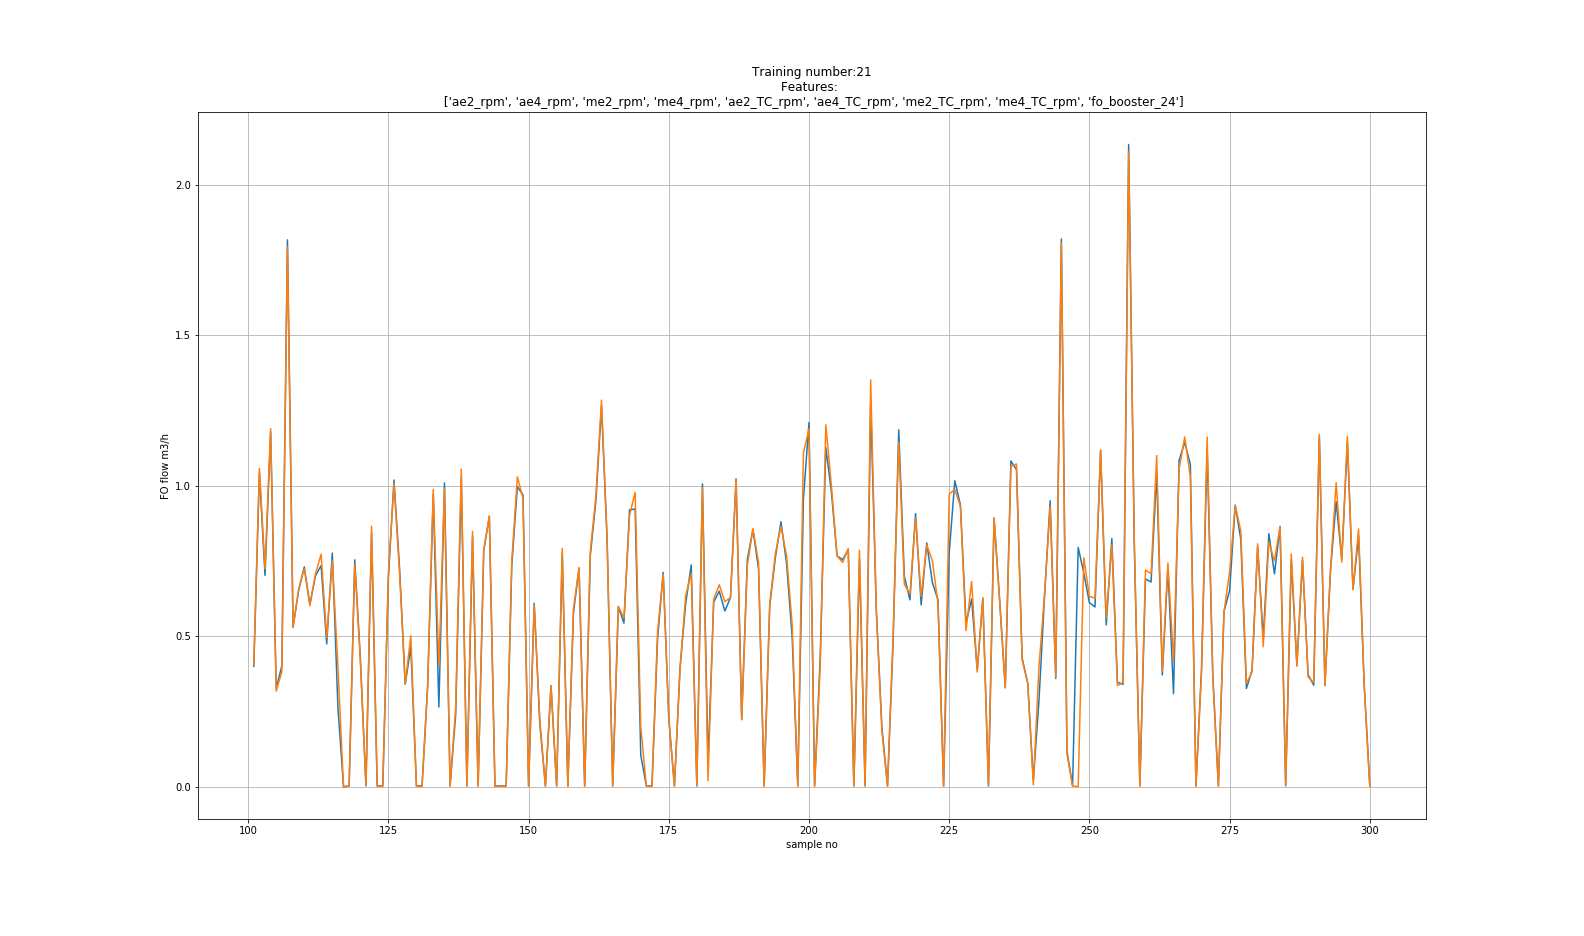 Training number:21
Features:
['ae2_rpm', 'ae4_rpm', 'me2_rpm', 'me4_rpm', 'ae2_TC_rpm', 'ae4_TC_rpm', 'me2_TC_rpm', 'me4_TC_rpm', 'fo_booster_24']
2.0
1.5
1.0
0.5
0.0
FO flow m3/h
100 125 150 175 200 225 250 275 300
sample no